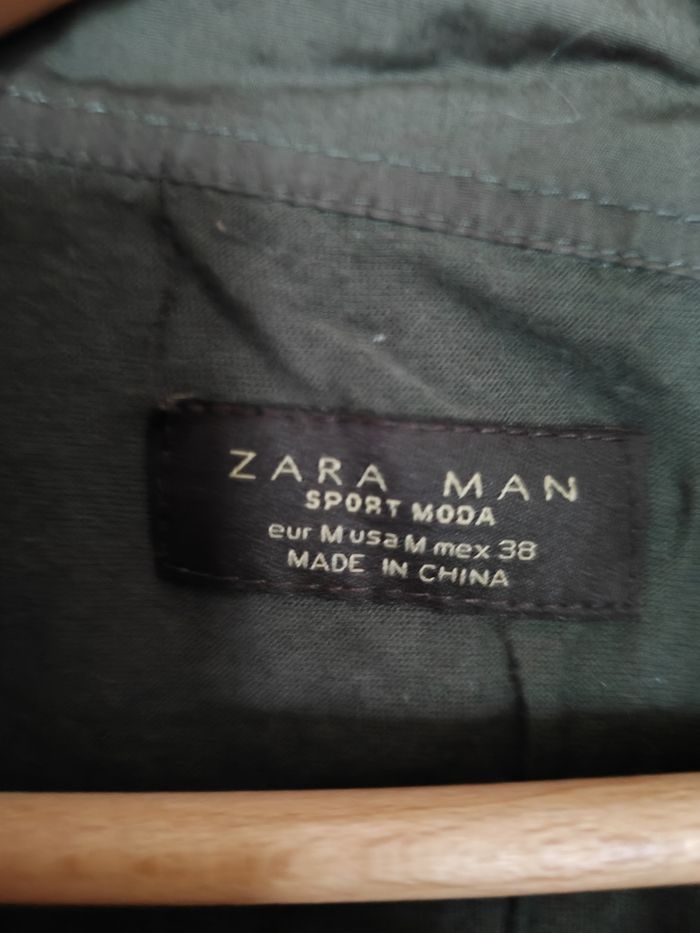 ZARA MAN
SPORT MODA
eur M usa M mex 38
MADE IN CHINA